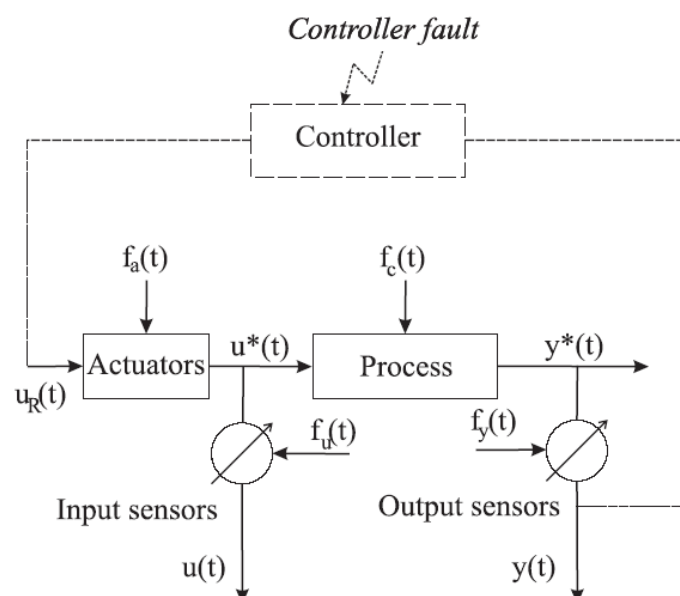 Controller fault
Controller
f_a(t)
f_c(t)
Actuators
u*(t)
Process
y*(t)
u_R(t)
f_u(t)
f_y(t)
Input sensors
Output sensors
u(t)
y(t)